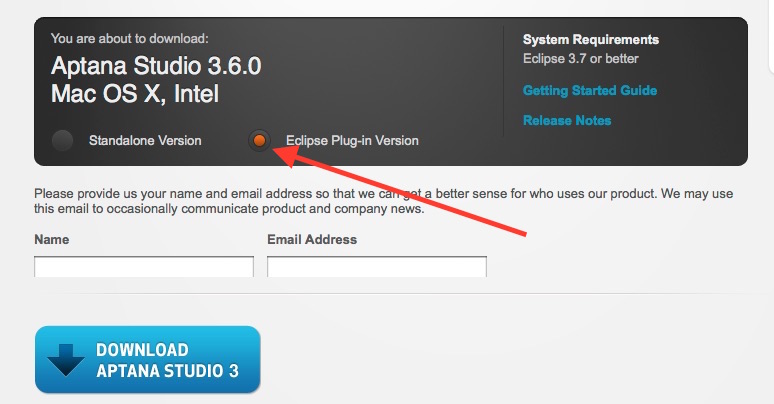 You are about to download:
Aptana Studio 3.6.0
Mac OS X, Intel
Standalone Version
Eclipse Plug-in Version
System Requirements
Eclipse 3.7 or better
Getting Started Guide
Release Notes
Please provide us your name and email address so that we can get a better sense for who uses our product. We may use
this email to occasionally communicate product and company news.
Name
Email Address
DOWNLOAD
APTANA STUDIO 3